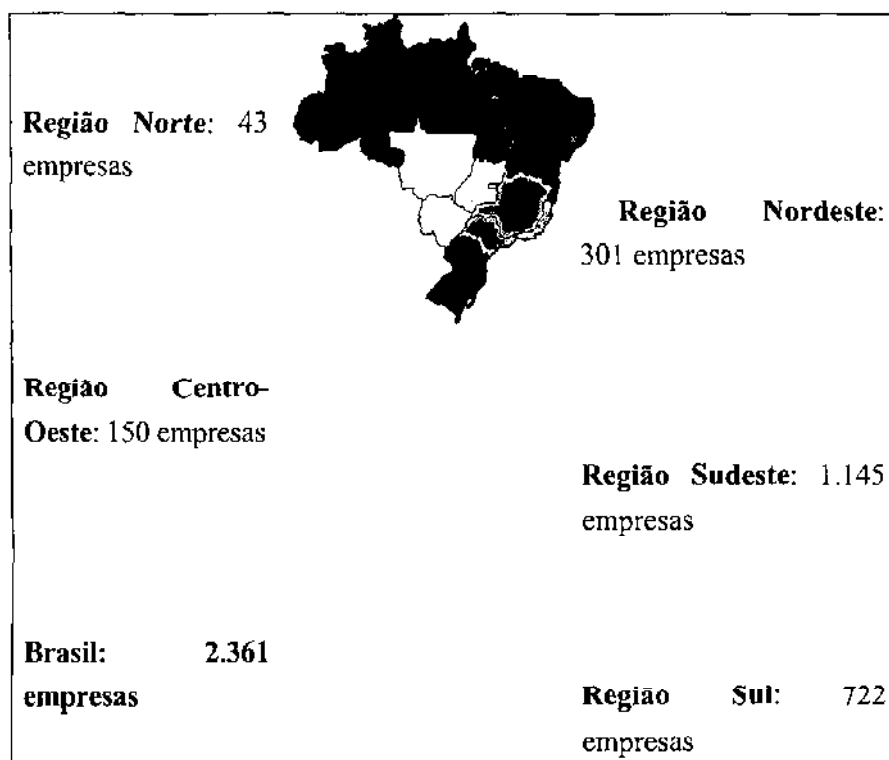 Região Norte: 43
empresas
Região Nordeste:
301 empresas
Região Centro-
Oeste: 150 empresas
Região Sudeste: 1.145
empresas
Brasil: 2.361
empresas
Região Sul: 722
empresas